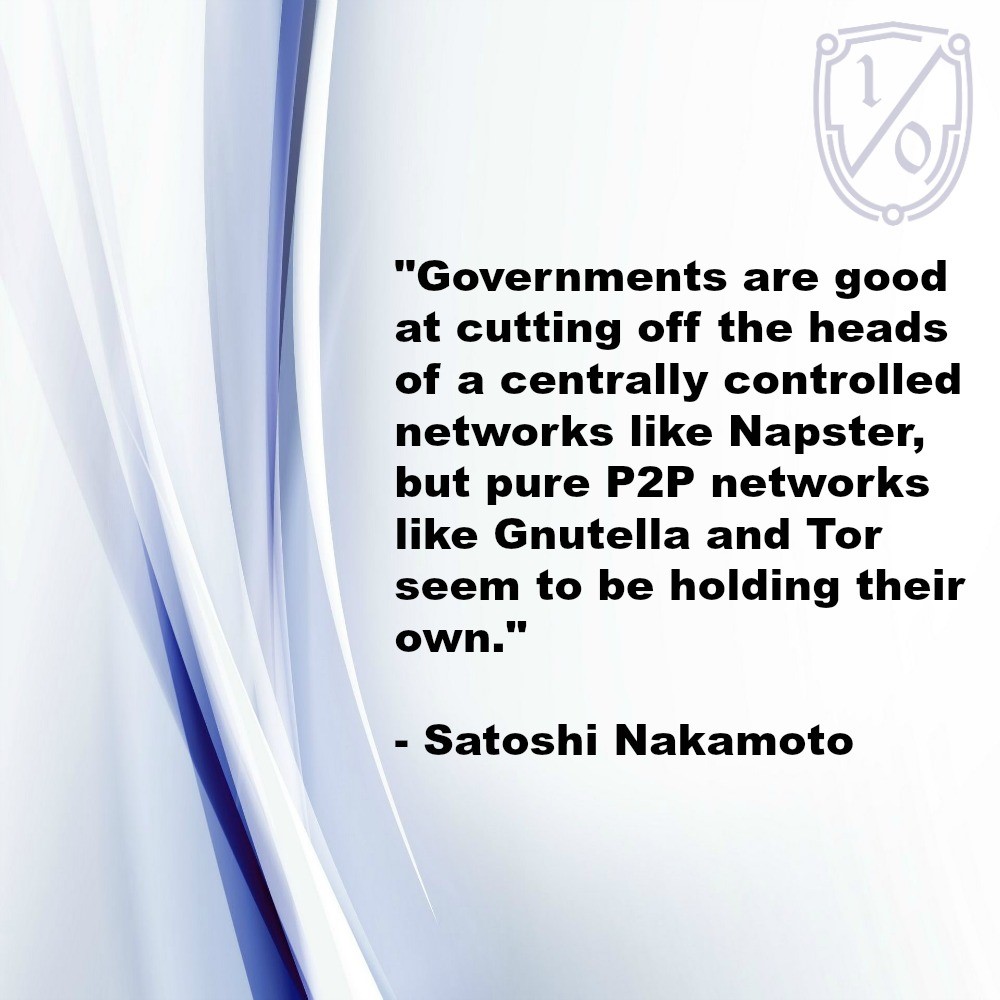 1/0
"Governments are good
at cutting off the heads
of a centrally controlled
networks like Napster,
but pure P2P networks
like Gnutella and Tor
seem to be holding their
own."
- Satoshi Nakamoto